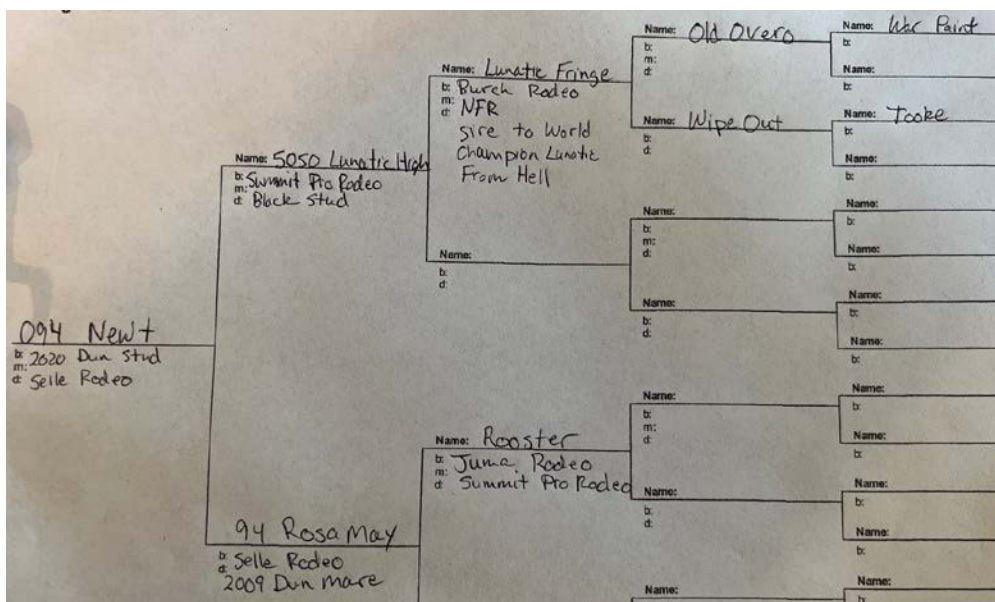 Name: War Paint
b:
Name: Old Overo
b:
m:
d:
Name:
b:
Name: Lunatic Fringe
b: Burch Rodeo
m: NFR
d: sire to World
Champion Lunatic
From Hell
Name: Wipe Out
b:
d:
Name: Tooke
b:
Name:
b:
Name: 5050 Lunatic High
b: Summit Pro Rodeo
m:
d: Black Stud
Name:
b:
m:
d:
Name:
b:
Name:
b:
Name:
b:
d:
Name:
b:
d:
Name:
b:
Name:
b:
094 Newt
b: 2020 Dun Stud
m:
d: Selle Rodeo
Name:
b:
m:
d:
Name:
b:
Name:
b:
Name: Rooster
b: Juma Rodeo
m:
d: Summit Pro Rodeo
Name:
b:
d:
Name:
b:
Name:
b:
94 Rosa May
b: Selle Rodeo
d:
2009 Dun mare
Name:
Name:
b: